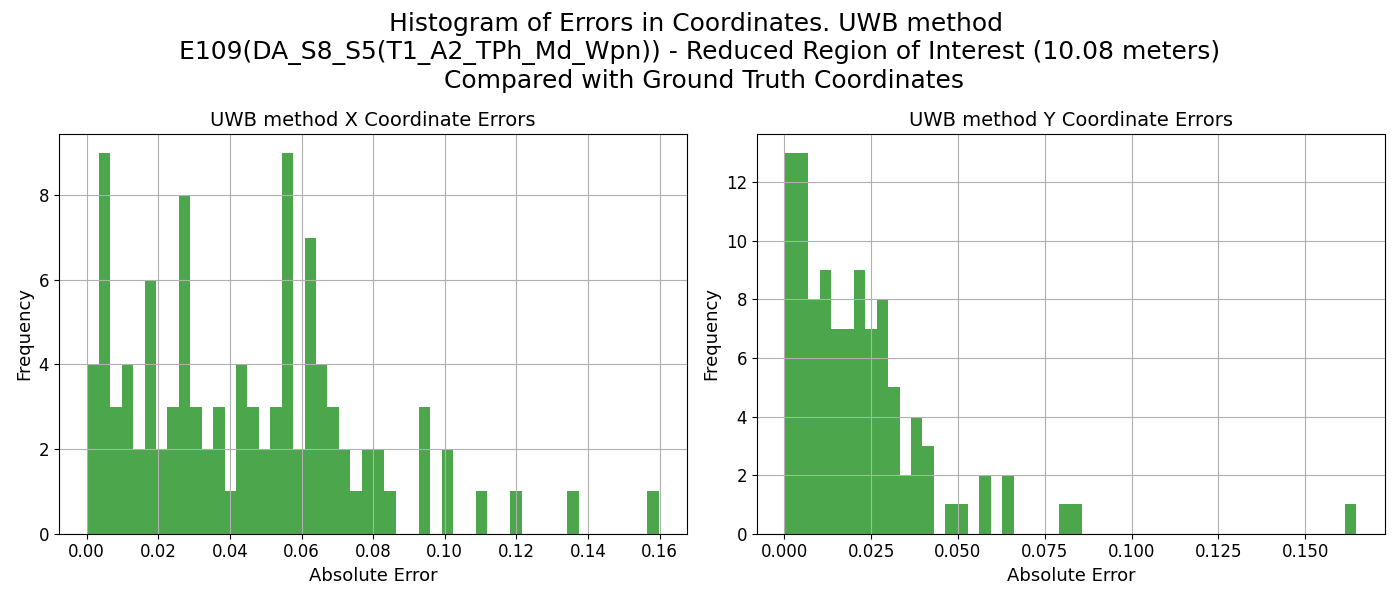 Histogram of Errors in Coordinates. UWB method
E109(DA_S8_S5(T1_A2_TPh_Md_Wpn)) - Reduced Region of Interest (10.08 meters)
Compared with Ground Truth Coordinates
UWB method X Coordinate Errors
Frequency
8
6
4
2
0
0.00 0.02 0.04 0.06 0.08 0.10 0.12 0.14 0.16
Absolute Error
UWB method Y Coordinate Errors
Frequency
12
10
8
6
4
2
0
0.000 0.025 0.050 0.075 0.100 0.125 0.150
Absolute Error